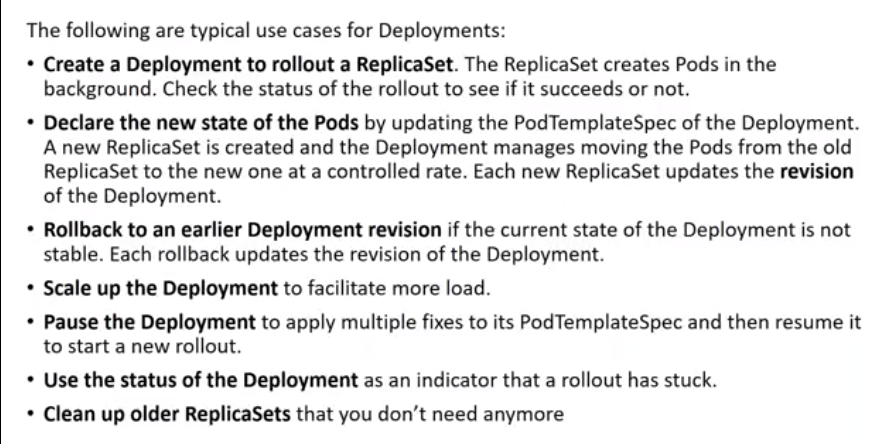 The following are typical use cases for Deployments:
• Create a Deployment to rollout a ReplicaSet. The ReplicaSet creates Pods in the
background. Check the status of the rollout to see if it succeeds or not.
• Declare the new state of the Pods by updating the PodTemplateSpec of the Deployment.
A new ReplicaSet is created and the Deployment manages moving the Pods from the old
ReplicaSet to the new one at a controlled rate. Each new ReplicaSet updates the revision
of the Deployment.
• Rollback to an earlier Deployment revision if the current state of the Deployment is not
stable. Each rollback updates the revision of the Deployment.
• Scale up the Deployment to facilitate more load.
• Pause the Deployment to apply multiple fixes to its PodTemplateSpec and then resume it
to start a new rollout.
• Use the status of the Deployment as an indicator that a rollout has stuck.
• Clean up older ReplicaSets that you don’t need anymore